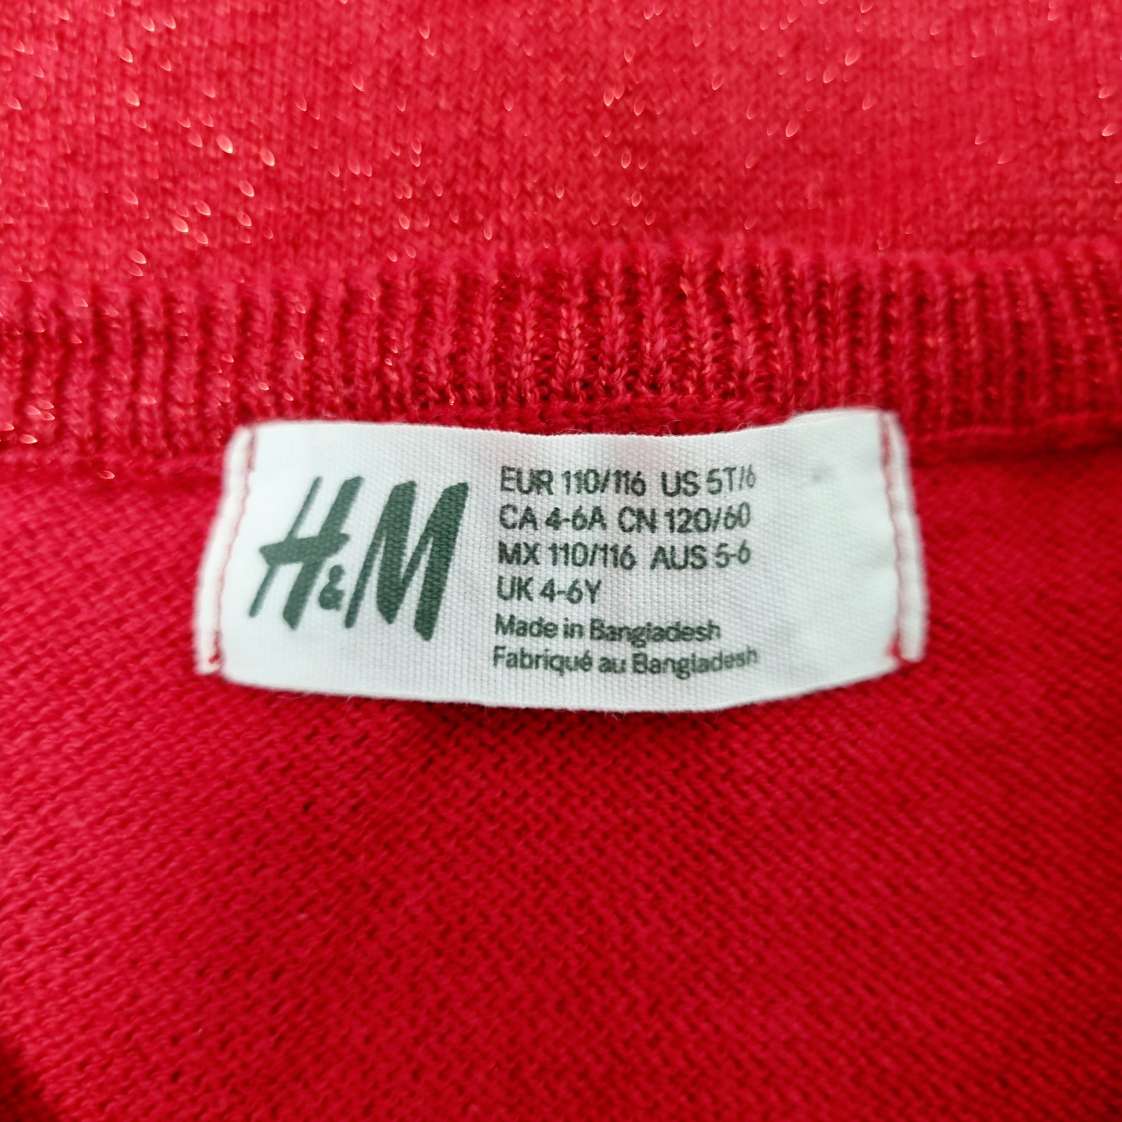 H&M
EUR 110/116 US 5T/6
CA 4-6A CN 120/60
MX 110/116 AUS 5-6
UK 4-6Y
Made in Bangladesh
Fabriqué au Bangladesh